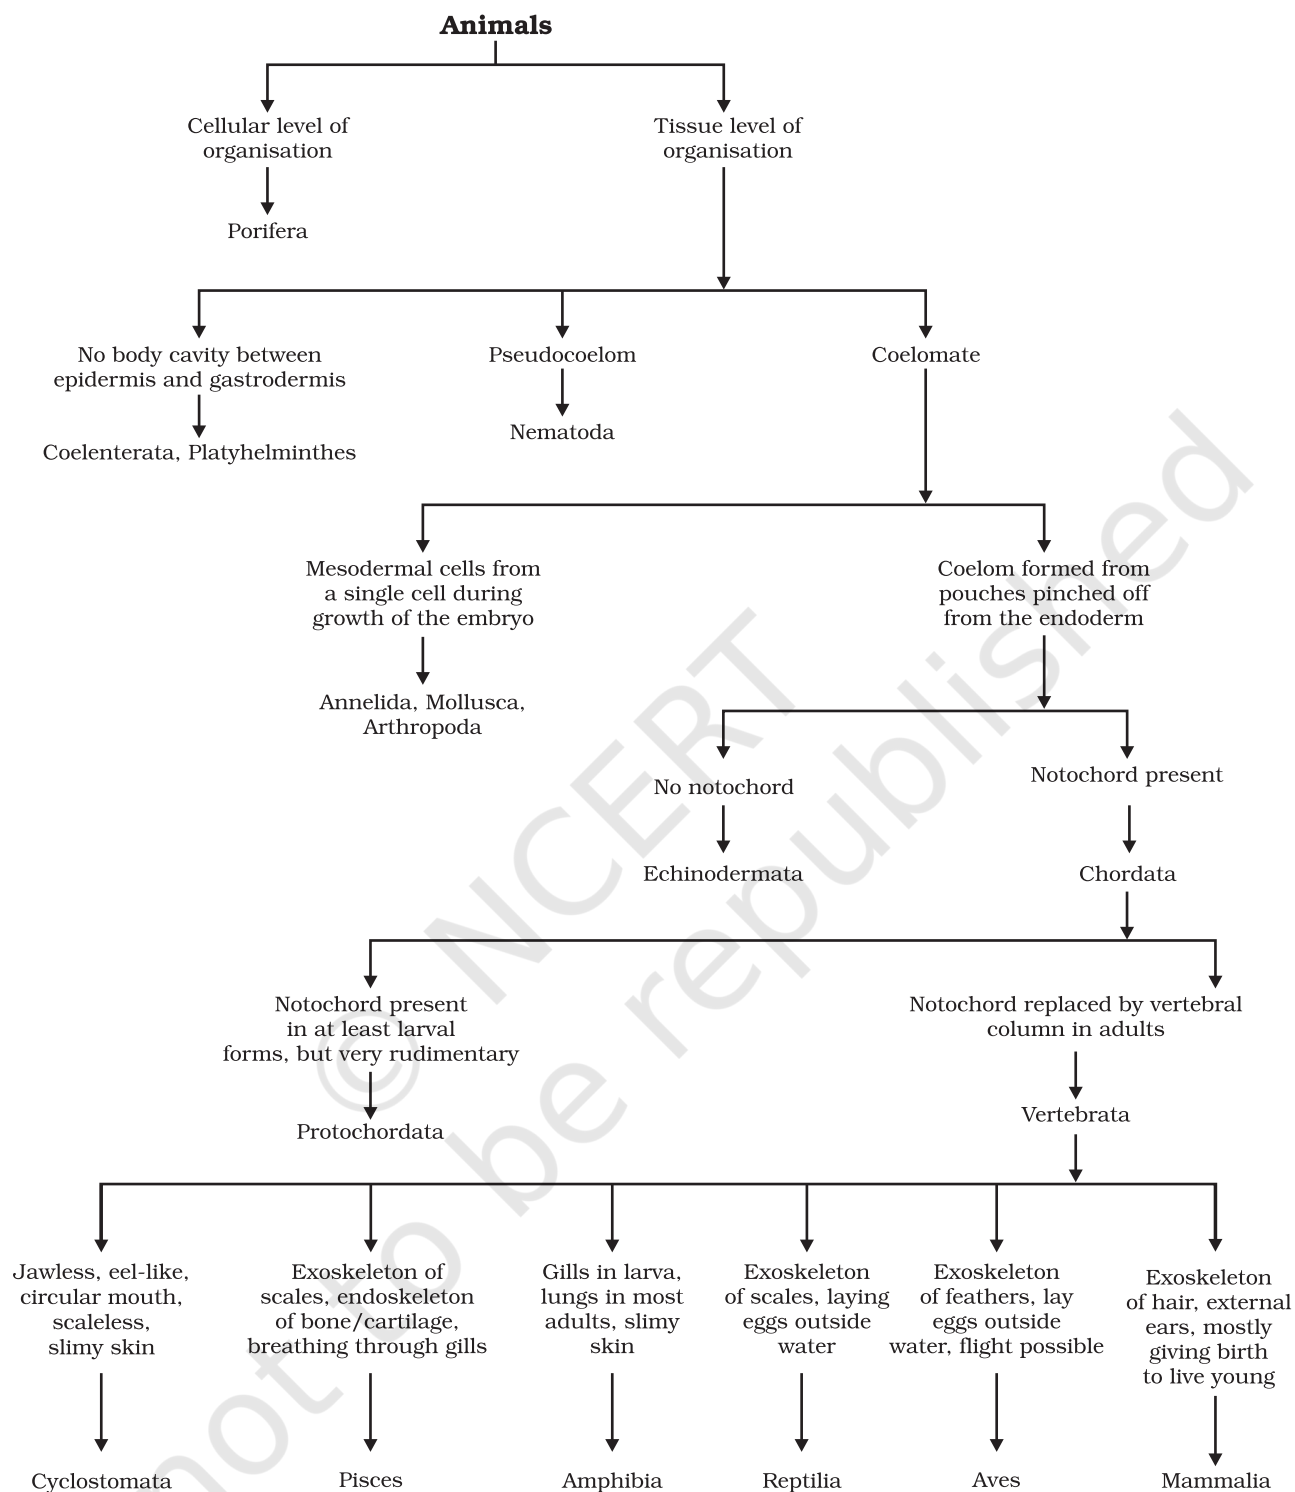 Animals
Cellular level of
organisation
Tissue level of
organisation
Porifera
No body cavity between
epidermis and gastrodermis
Pseudocoelom
Coelomate
Coelenterata, Platyhelminthes
Nematoda
Mesodermal cells from
a single cell during
growth of the embryo
Coelom formed from
pouches pinched off
from the endoderm
Annelida, Mollusca,
Arthropoda
No notochord
Notochord present
Echinodermata
Chordata
Notochord present
in at least larval
forms, but very rudimentary
Notochord replaced by vertebral
column in adults
Protochordata
Vertebrata
Jawless, eel-like,
circular mouth,
scaleless,
slimy skin
Exoskeleton of
scales, endoskeleton
of bone/cartilage,
breathing through gills
Gills in larva,
lungs in most
adults, slimy
skin
Exoskeleton
of scales, laying
eggs outside
water
Exoskeleton
of feathers, lay
eggs outside
water, flight possible
Exoskeleton
of hair, external
ears, mostly
giving birth
to live young
Cyclostomata
Pisces
Amphibia
Reptilia
Aves
Mammalia
© NCERT
not to be republished